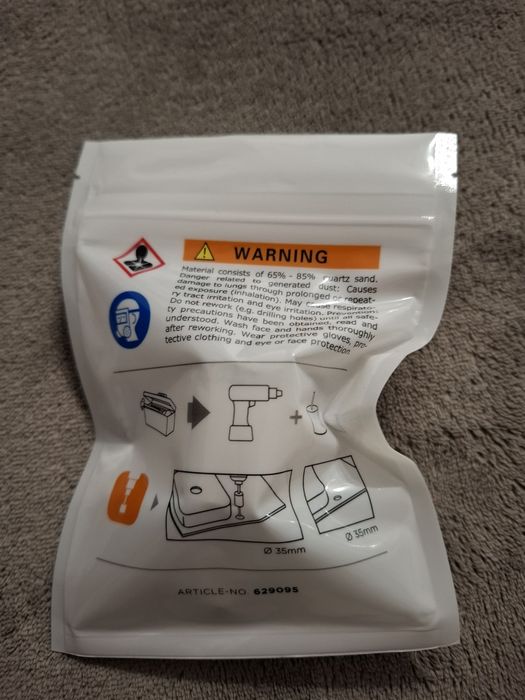 WARNING
Material consists of 65% - 85% quartz sand.
Danger related to generated dust: Causes
damage to lungs through prolonged or repeat-
ed exposure (inhalation). May cause respirato-
ry tract irritation and eye irritation. Prevention:
Do not rework (e.g. drilling holes) until all safe-
ty precautions have been obtained, read and
understood. Wash face and hands thoroughly
after reworking. Wear protective gloves, pro-
tective clothing and eye or face protection
+
Ø 35mm
Ø 35mm
ARTICLE-NO. 629095